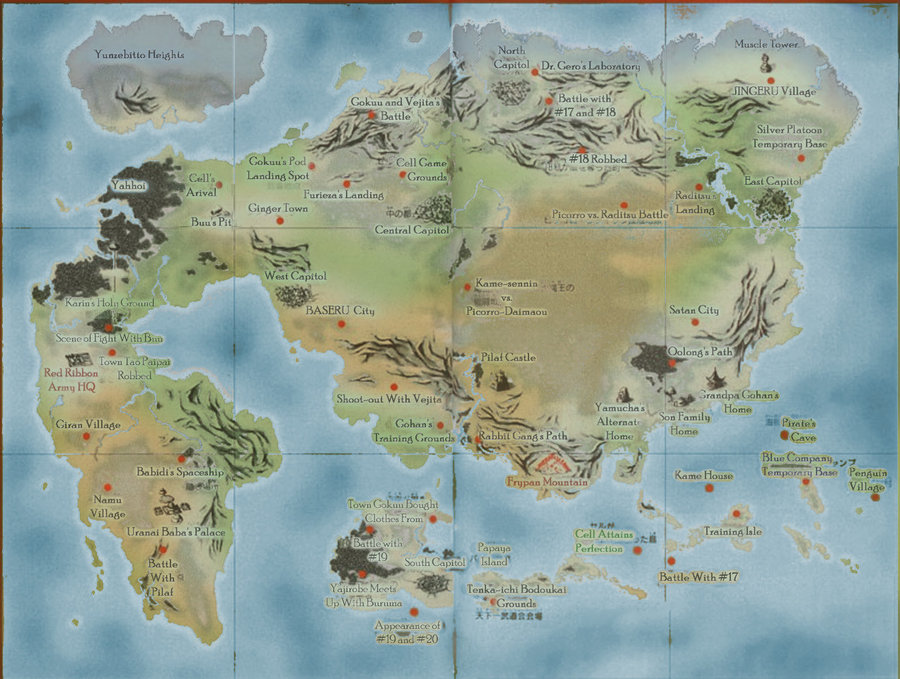 Yunzebitto Heights
North
Capitol
Dr. Gero's Laboratory
Muscle Tower
JINGERU Village
Gokuu and Vejita's
Battle
Battle with
#17 and #18
Silver Platoon
Temporary Base
#18 Robbed
Yahhoi
Cell's
Arival
Gokuu's Pod
Landing Spot
Cell Game
Grounds
Furieza's Landing
East Capitol
Raditsu's
Landing
Buu's Pit
Ginger Town
中の都
Central Capitol
Picorro vs. Raditsu Battle
West Capitol
Karin's Holy Ground
BASERU City
Kame-sennin
vs.
Picorro-Daimaou
Satan City
Scene of Fight With Buu
Town Tao Paipai
Robbed
Red Ribbon
Army HQ
Pilaf Castle
Oolong's Path
Shoot-out With Vejita
Yamucha's
Alternate
Home
Grandpa Gohan's
Home
Son Family
Home
Giran Village
Gohan's
Training Grounds
Rabbit Gang's Path
Pirate's
Cave
Babidi's Spaceship
Frypan Mountain
Kame House
Blue Company
Temporary Base
Penguin
Village
Namu
Village
Town Gokuu Bought
Clothes From
Uranai Baba's Palace
Battle with
#19
South Capitol
Papaya
Island
Cell Attains
Perfection
Training Isle
Battle
With
Pilaf
Yajirobe Meets
Up With Buruma
Tenka-ichi Bodoukai
Grounds
天下一武道会会場
Battle With #17
Appearance of
#19 and #20